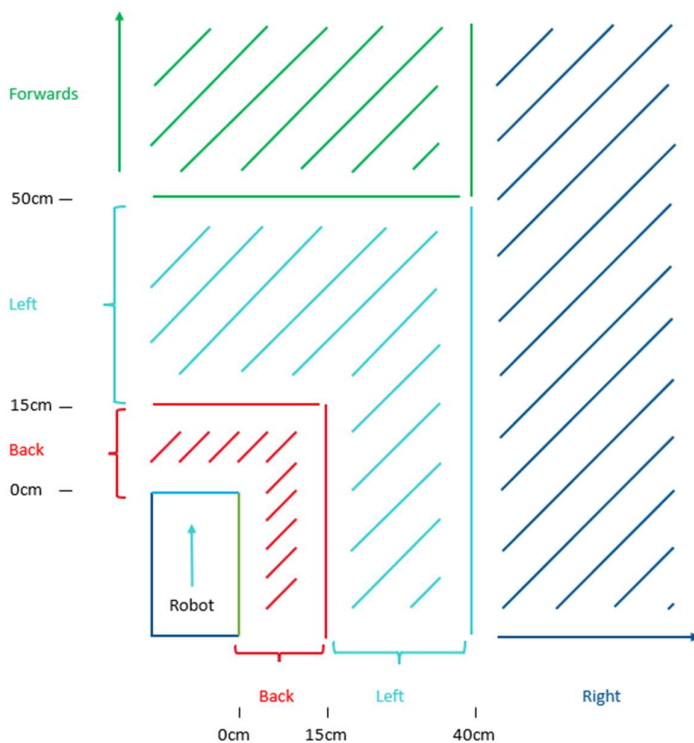 Forwards
50cm
Left
15cm
Back
0cm
Robot
Back
Left
Right
0cm
15cm
40cm